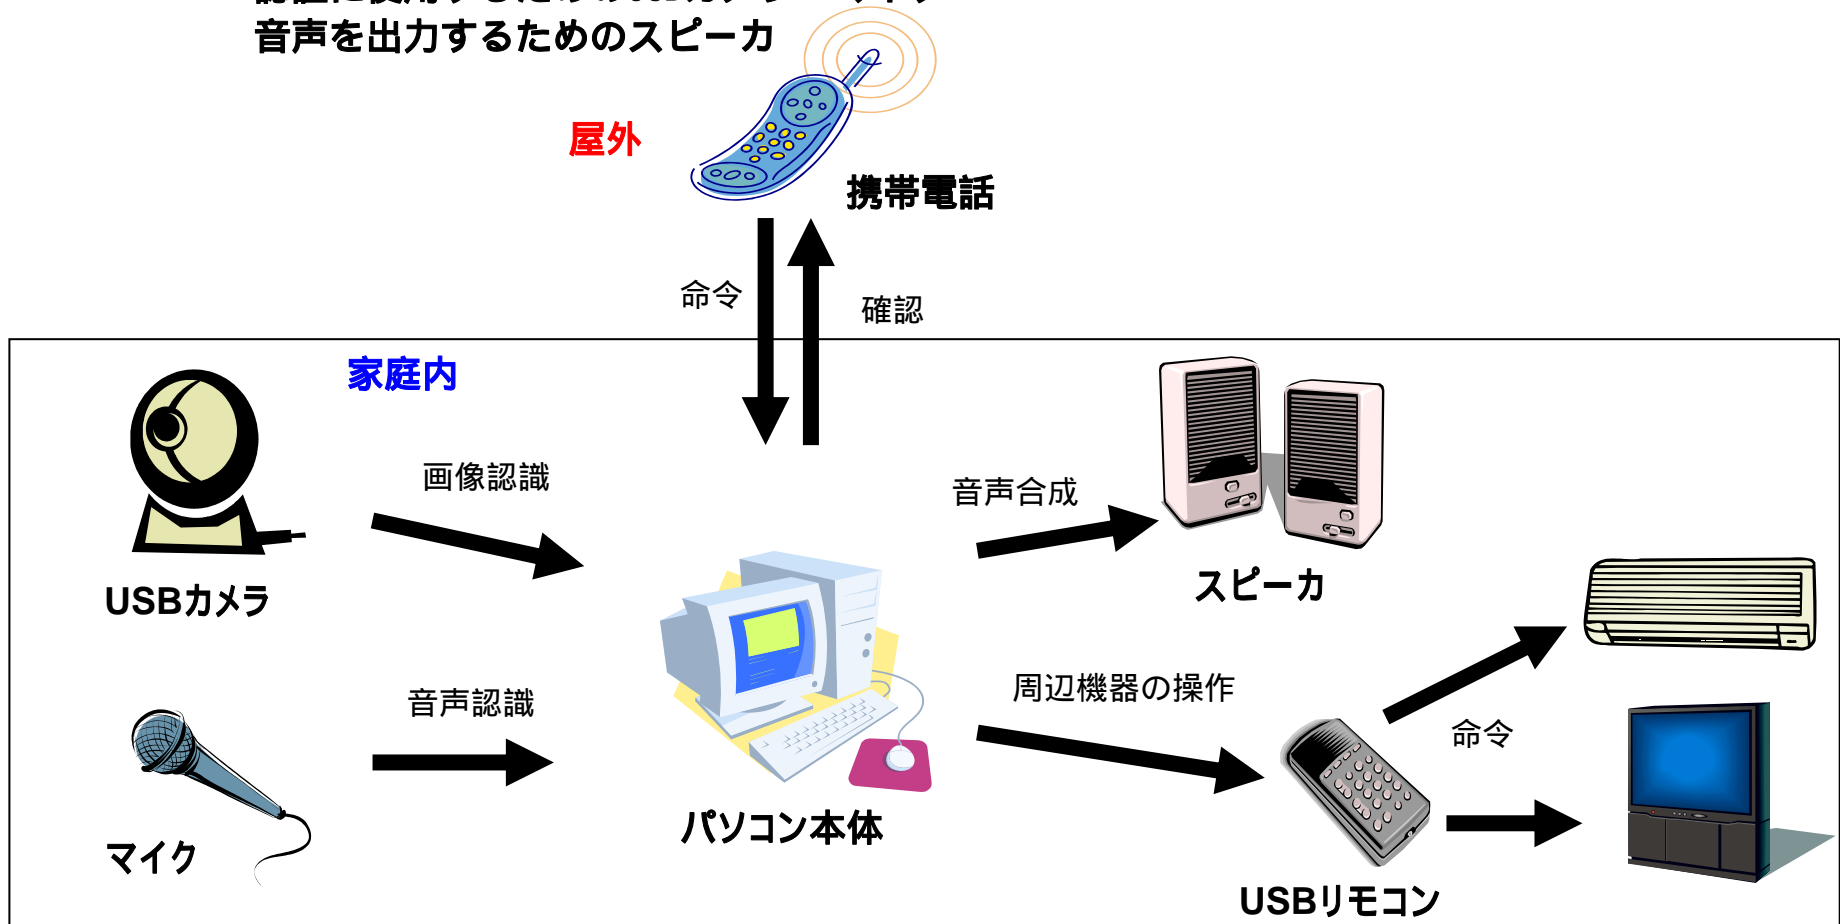 音声を出力するためのスピーカ
屋外
携帯電話
命令
確認
家庭内
画像認識
音声合成
USBカメラ
スピーカ
音声認識
周辺機器の操作
命令
マイク
パソコン本体
USBリモコン